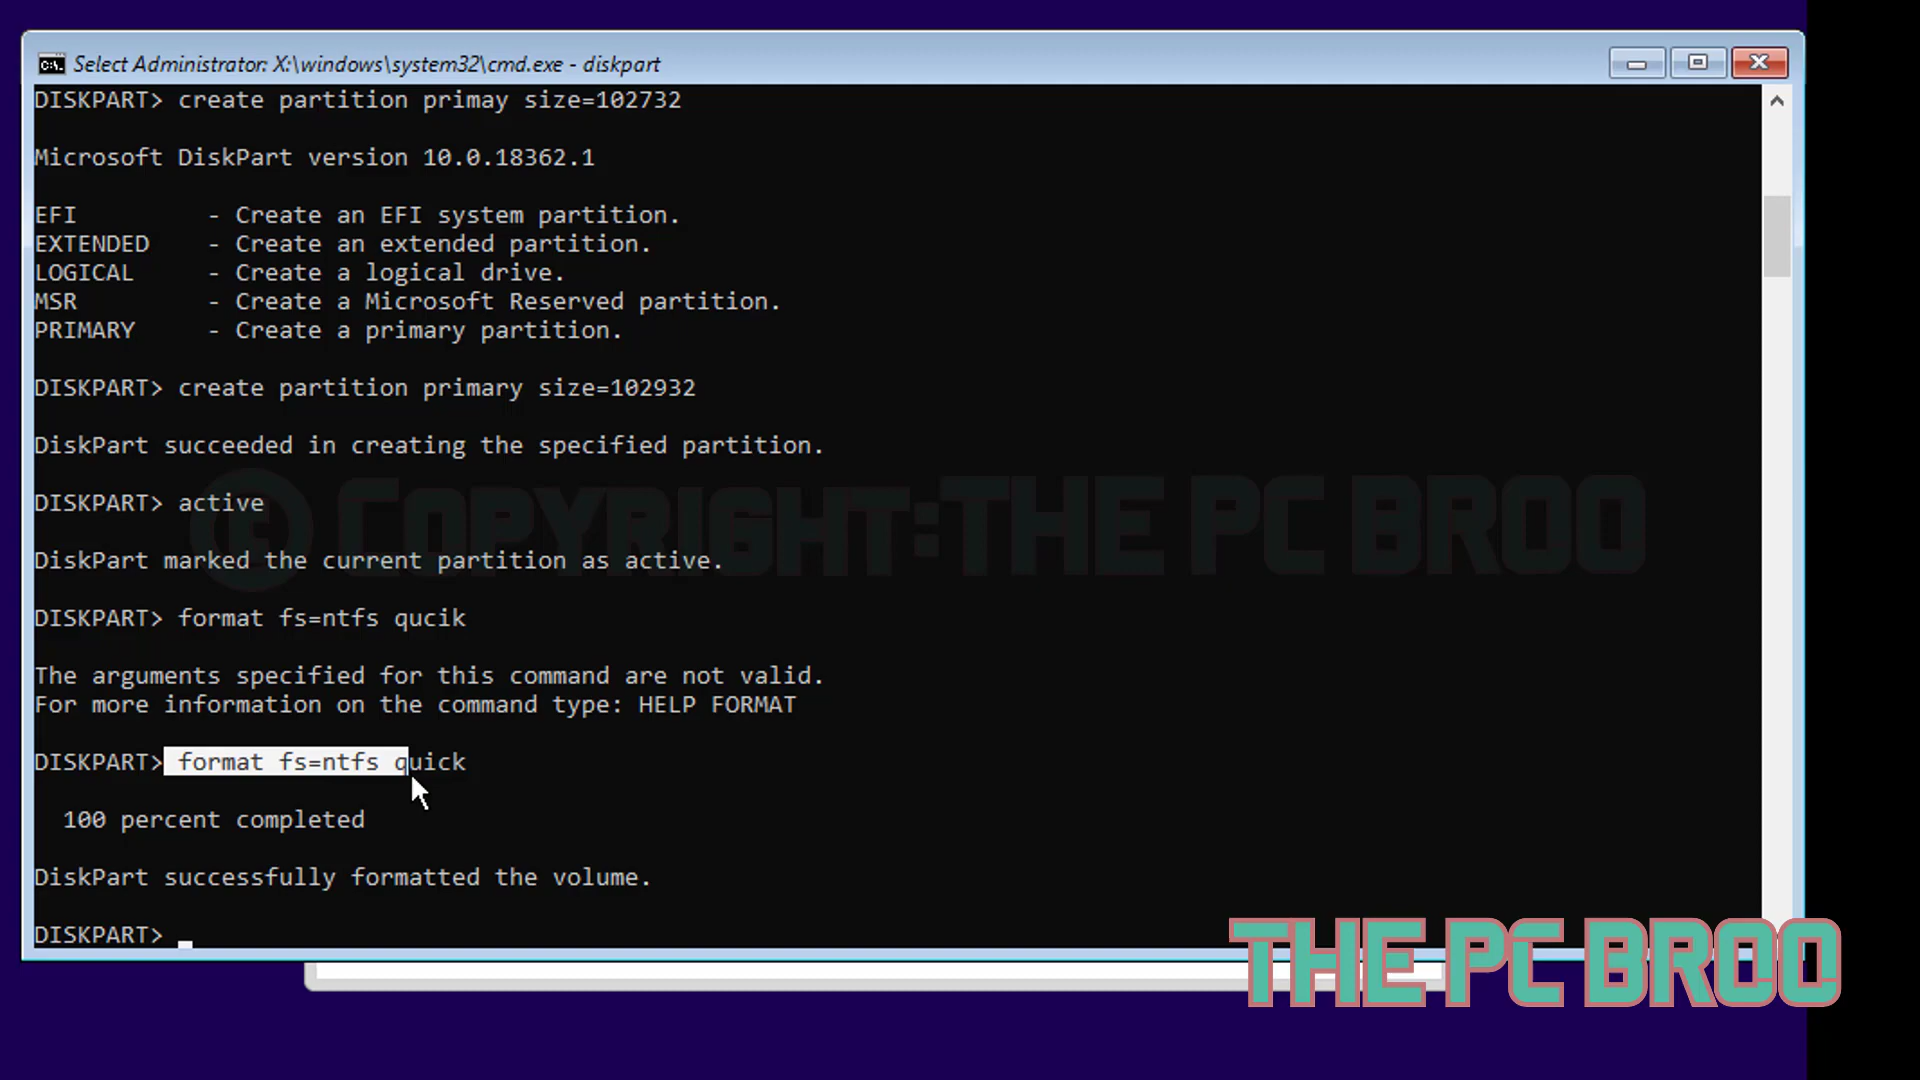 Select Administrator: X:\windows\system32\cmd.exe - diskpart
DISKPART> create partition primay size=102732
Microsoft DiskPart version 10.0.18362.1
EFI - Create an EFI system partition.
EXTENDED - Create an extended partition.
LOGICAL - Create a logical drive.
MSR - Create a Microsoft Reserved partition.
PRIMARY - Create a primary partition.
DISKPART> create partition primary size=102932
DiskPart succeeded in creating the specified partition.
DISKPART> active
© COPYRIGHT:THE PC BROO
DiskPart marked the current partition as active.
DISKPART> format fs=ntfs qucik
The arguments specified for this command are not valid.
For more information on the command type: HELP FORMAT
DISKPART> format fs=ntfs quick
100 percent completed
DiskPart successfully formatted the volume.
DISKPART>
THE PC BROO